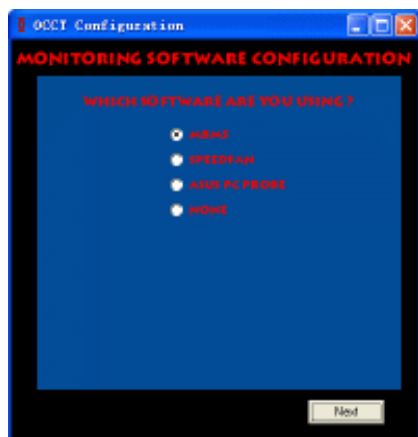 OCCT Configuration
MONITORING SOFTWARE CONFIGURATION
WHICH SOFTWARE ARE YOU USING ?
MBM5
SPEEDFAN
ASUS PC PROBE
NONE
Next